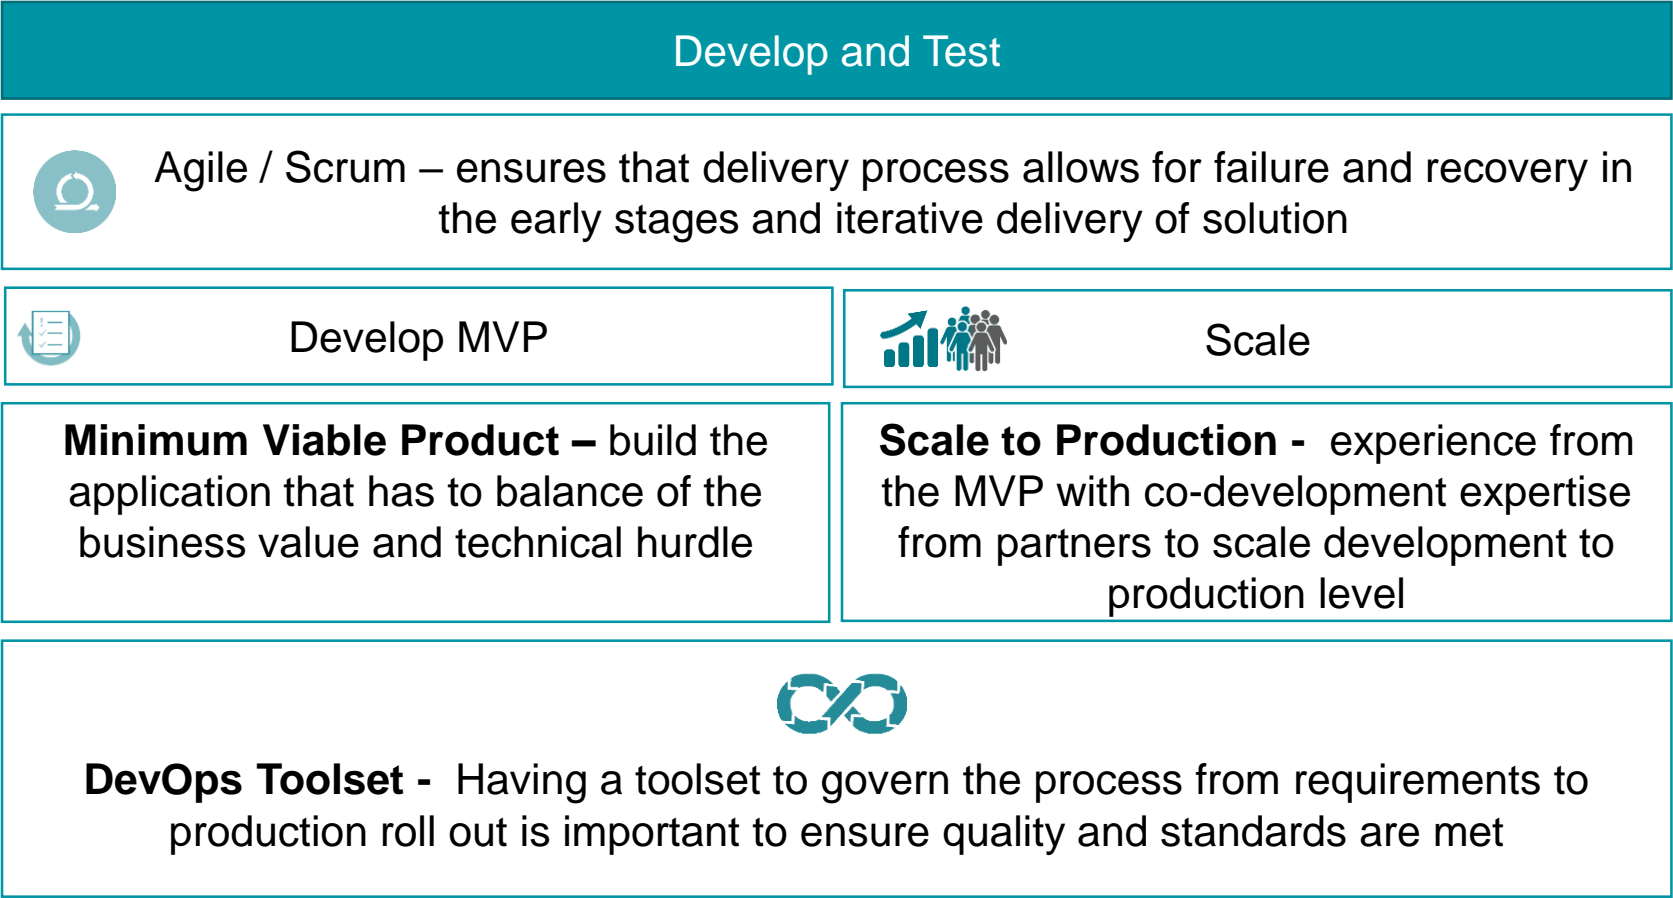 Develop and Test
Agile / Scrum – ensures that delivery process allows for failure and recovery in
the early stages and iterative delivery of solution
Develop MVP
Scale
Minimum Viable Product – build the
application that has to balance of the
business value and technical hurdle
Scale to Production - experience from
the MVP with co-development expertise
from partners to scale development to
production level
DevOps Toolset - Having a toolset to govern the process from requirements to
production roll out is important to ensure quality and standards are met